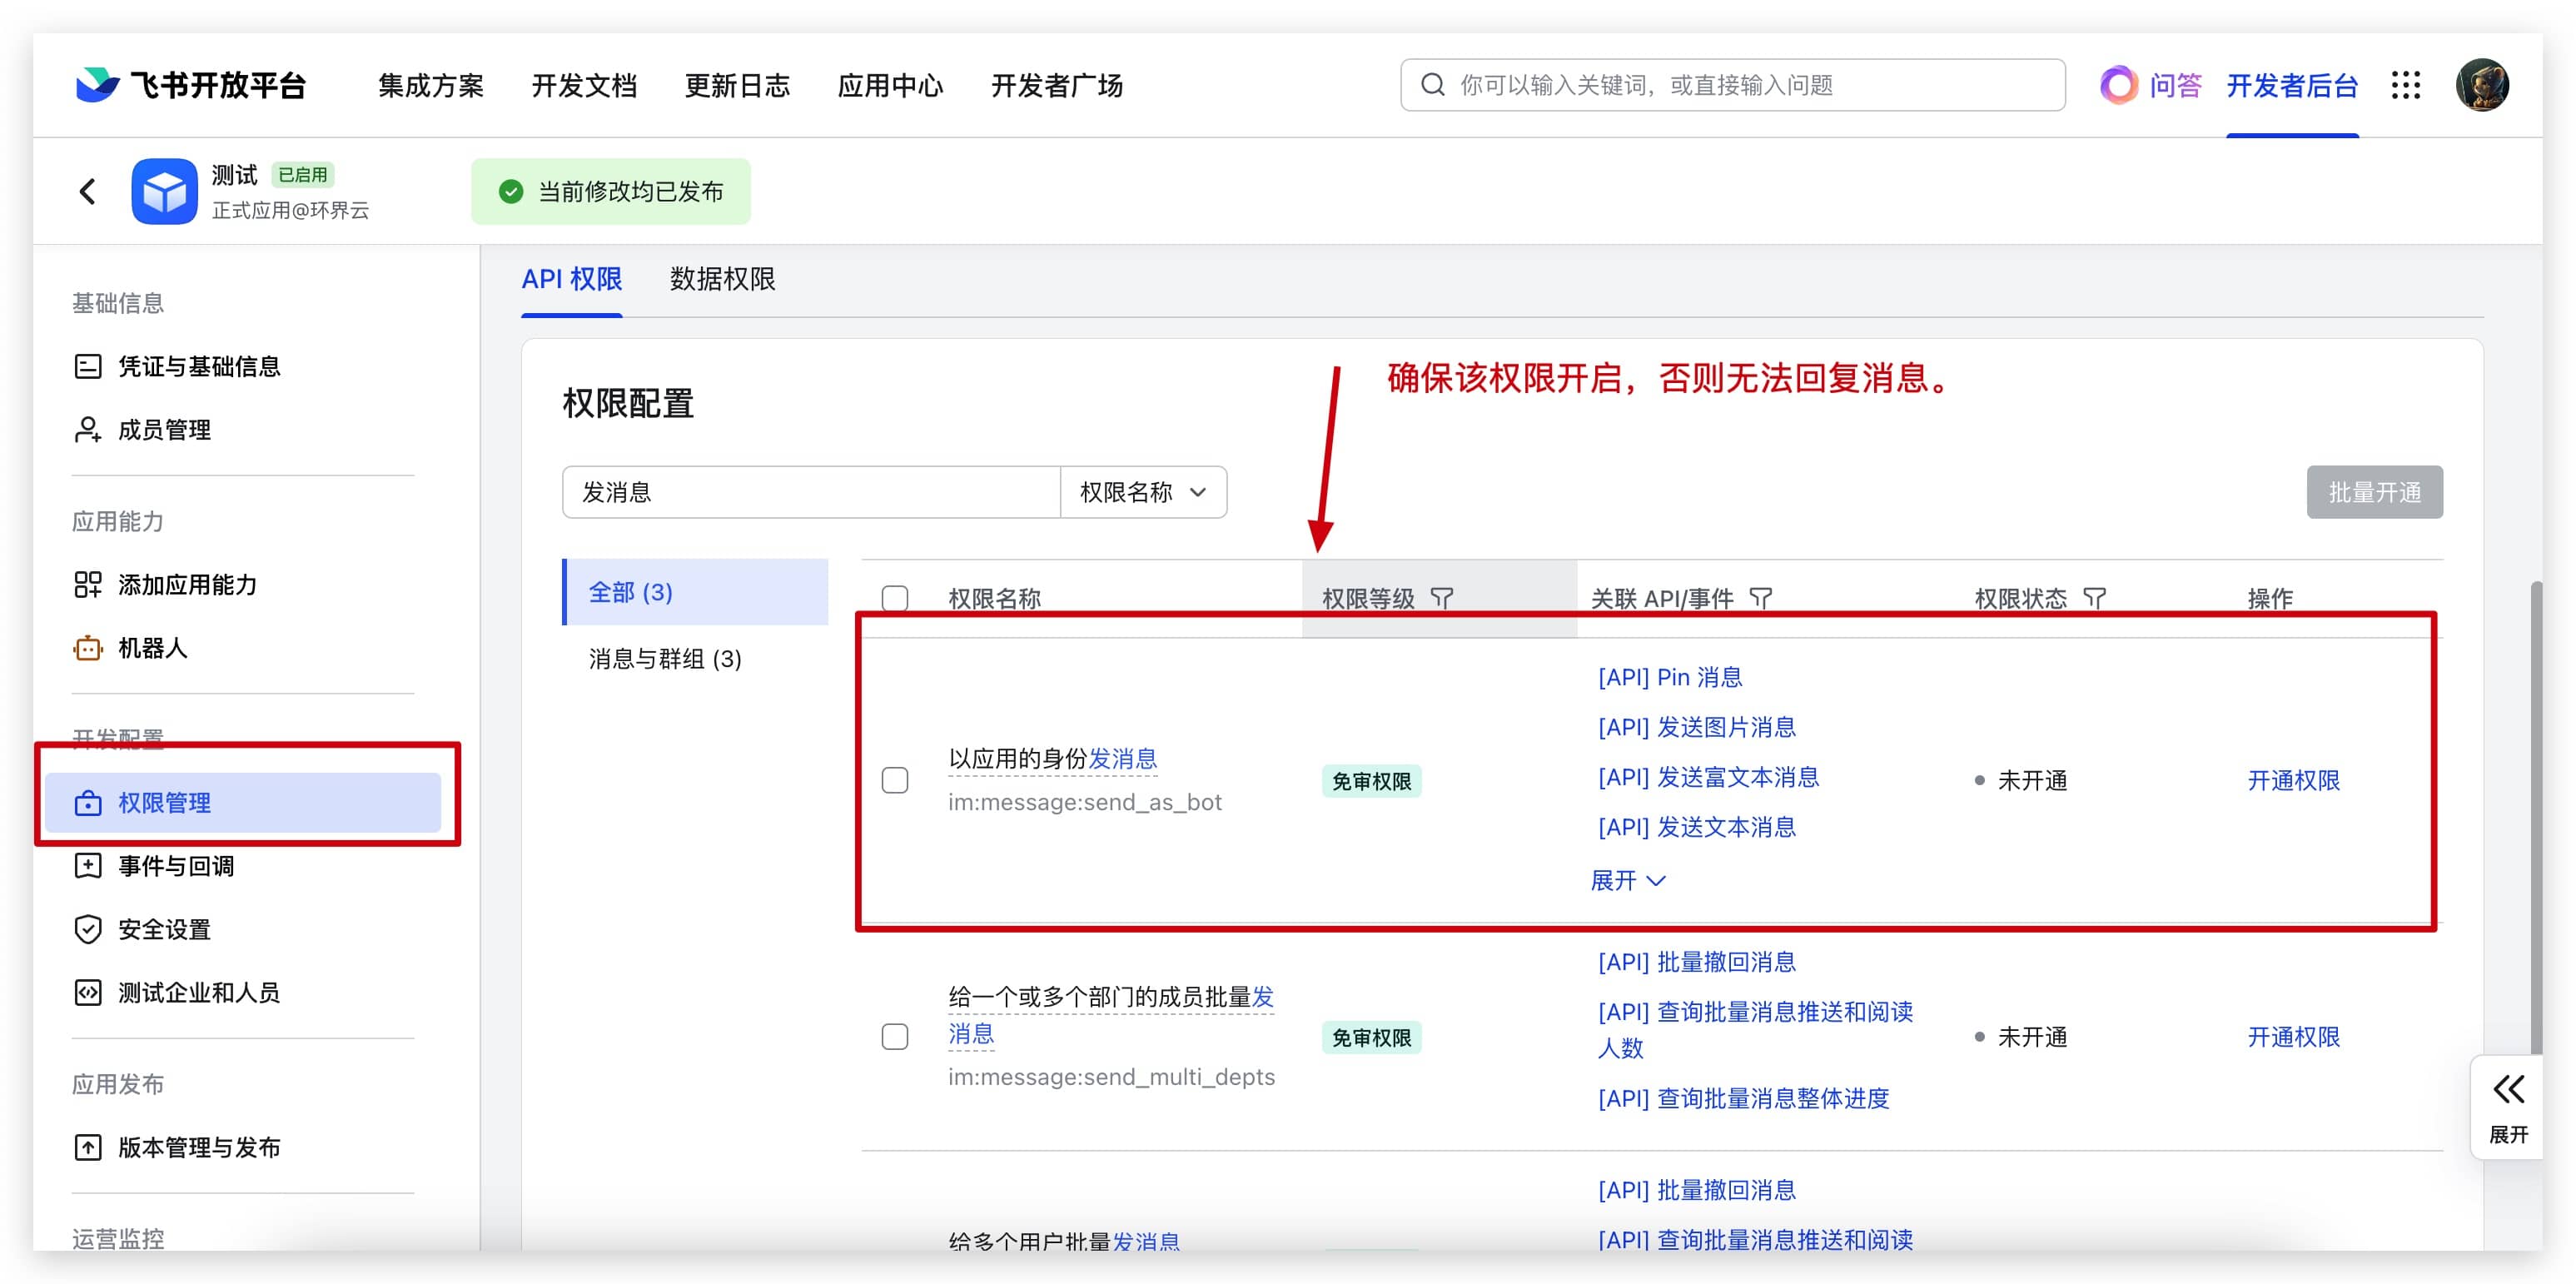 飞书开放平台
集成方案
开发文档
更新日志
应用中心
开发者广场
你可以输入关键词，或直接输入问题
问答
开发者后台
测试
已启用
正式应用@环界云
当前修改均已发布
基础信息
凭证与基础信息
成员管理
应用能力
添加应用能力
机器人
开发配置
权限管理
事件与回调
安全设置
测试企业和人员
应用发布
版本管理与发布
运营监控
API 权限
数据权限
权限配置
确保该权限开启，否则无法回复消息。
发消息
权限名称
批量开通
全部 (3)
消息与群组 (3)
权限名称
权限等级
关联 API/事件
权限状态
操作
以应用的身份发消息
im:message:send_as_bot
免审权限
[API] Pin 消息
[API] 发送图片消息
[API] 发送富文本消息
[API] 发送文本消息
展开
未开通
开通权限
给一个或多个部门的成员批量发
消息
im:message:send_multi_depts
免审权限
[API] 批量撤回消息
[API] 查询批量消息推送和阅读
人数
[API] 查询批量消息整体进度
未开通
开通权限
给多个用户批量发消息
[API] 批量撤回消息
[API] 查询批量消息推送和阅读
展开